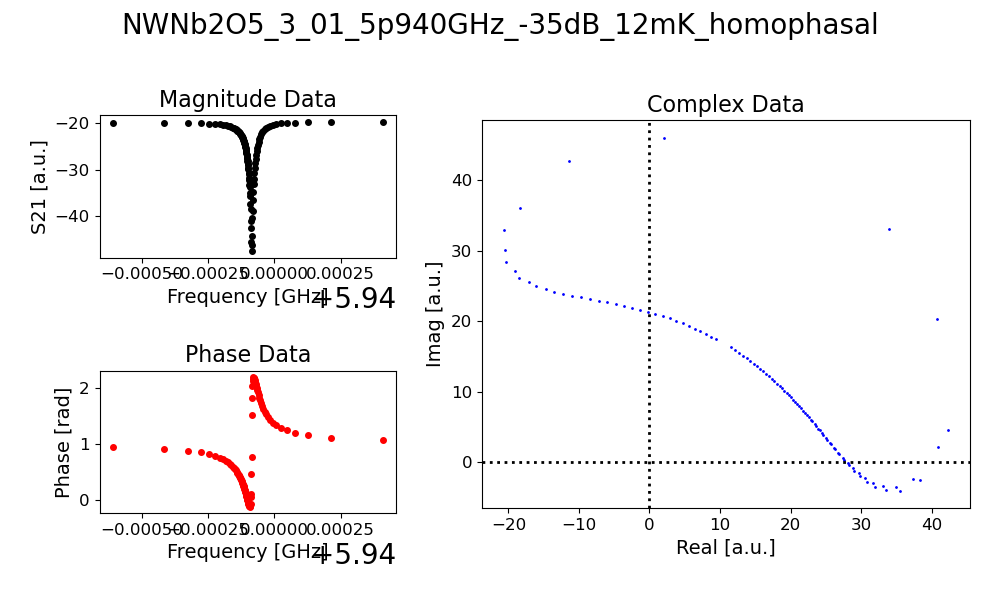 NWNb2O5_3_01_5p940GHz_-35dB_12mK_homophasal
Magnitude Data
S21 [a.u.]
−20
−30
−40
−0.00050 −0.00025 0.00000 0.00025
Frequency [GHz]
+5.94
Phase Data
Phase [rad]
2
1
0
−0.00050 −0.00025 0.00000 0.00025
Frequency [GHz]
+5.94
Complex Data
Imag [a.u.]
40
30
20
10
0
−20 −10 0 10 20 30 40
Real [a.u.]